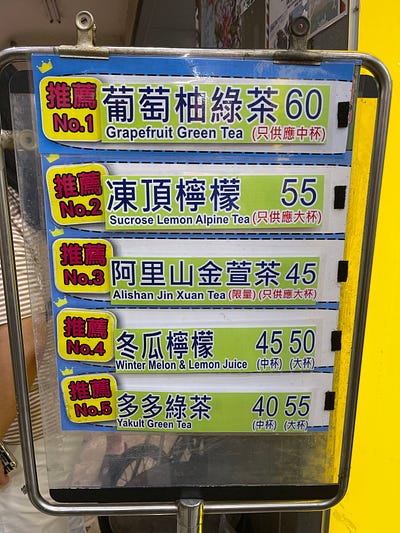 推薦 No.1
葡萄柚綠茶 60
Grapefruit Green Tea (只供應中杯)
推薦 No.2
凍頂檸檬 55
Sucrose Lemon Alpine Tea (只供應大杯)
推薦 No.3
阿里山金萱茶 45
Alishan Jin Xuan Tea (限量) (只供應大杯)
推薦 No.4
冬瓜檸檬 45 50
Winter Melon & Lemon Juice (中杯) (大杯)
推薦 No.5
多多綠茶 40 55
Yakult Green Tea (中杯) (大杯)